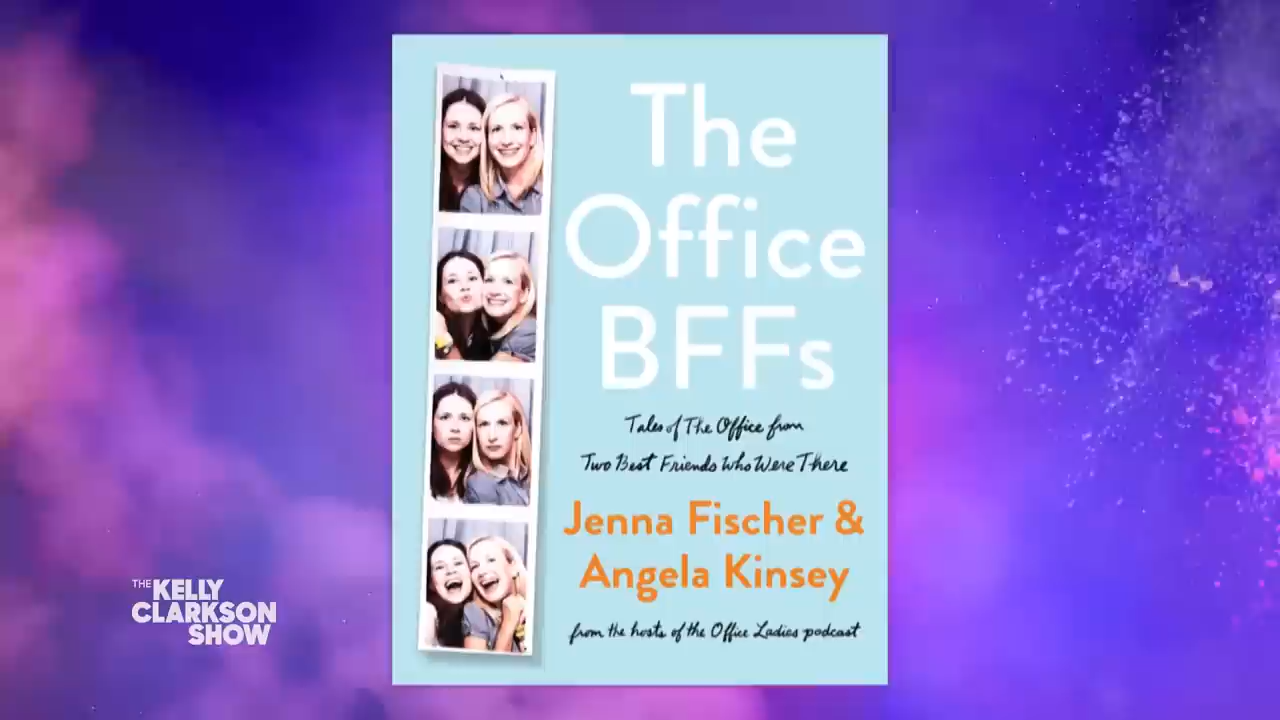 The
Office
BFFs
Tales of The Office from
Two Best Friends Who Were There
Jenna Fischer &
Angela Kinsey
from the hosts of the Office Ladies podcast
THE KELLY
CLARKSON
SHOW